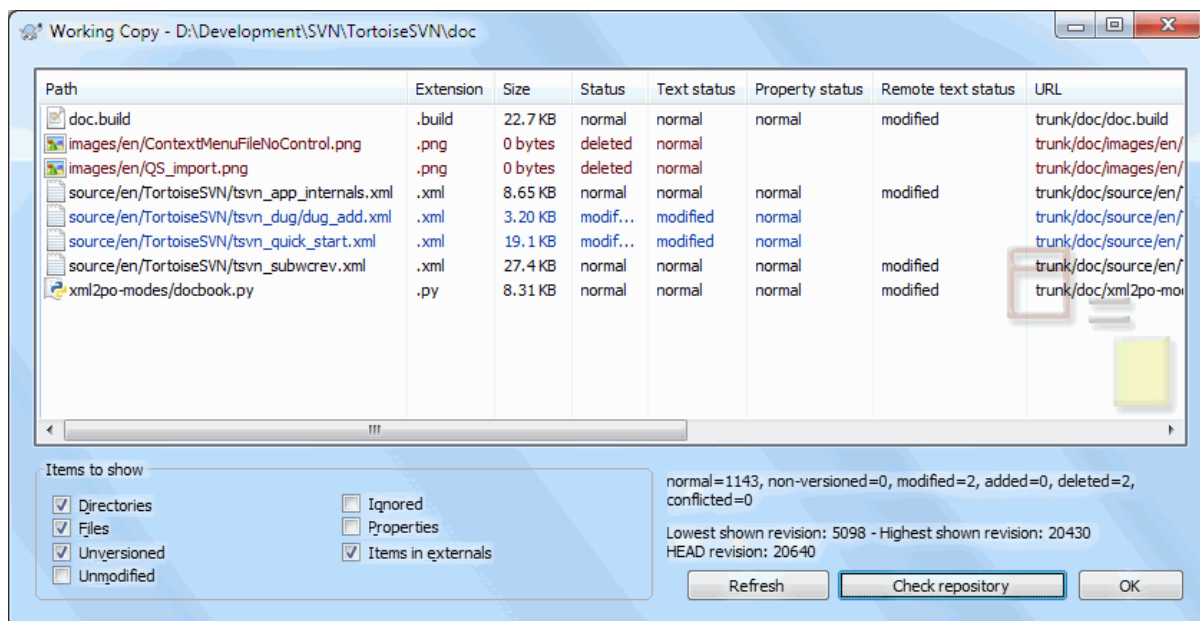 Working Copy - D:\Development\SVN\TortoiseSVN\doc
Path Extension Size Status Text status Property status Remote text status URL
doc.build .build 22.7 KB normal normal normal modified trunk/doc/doc.build
images/en/ContextMenuFileNoControl.png .png 0 bytes deleted normal trunk/doc/images/en/
images/en/QS_import.png .png 0 bytes deleted normal trunk/doc/images/en/
source/en/TortoiseSVN/tsvn_app_internals.xml .xml 8.65 KB normal normal normal modified trunk/doc/source/en/
source/en/TortoiseSVN/tsvn_dug/dug_add.xml .xml 3.20 KB modif... modified normal trunk/doc/source/en/
source/en/TortoiseSVN/tsvn_quick_start.xml .xml 19.1 KB modif... modified normal trunk/doc/source/en/
source/en/TortoiseSVN/tsvn_subwcrev.xml .xml 27.4 KB normal normal normal modified trunk/doc/source/en/
xml2po-modes/docbook.py .py 8.31 KB normal normal normal modified trunk/doc/xml2po-mo
Items to show
Directories Ignored
Files Properties
Unversioned Items in externals
Unmodified
normal=1143, non-versioned=0, modified=2, added=0, deleted=2,
conflicted=0
Lowest shown revision: 5098 - Highest shown revision: 20430
HEAD revision: 20640
Refresh Check repository OK